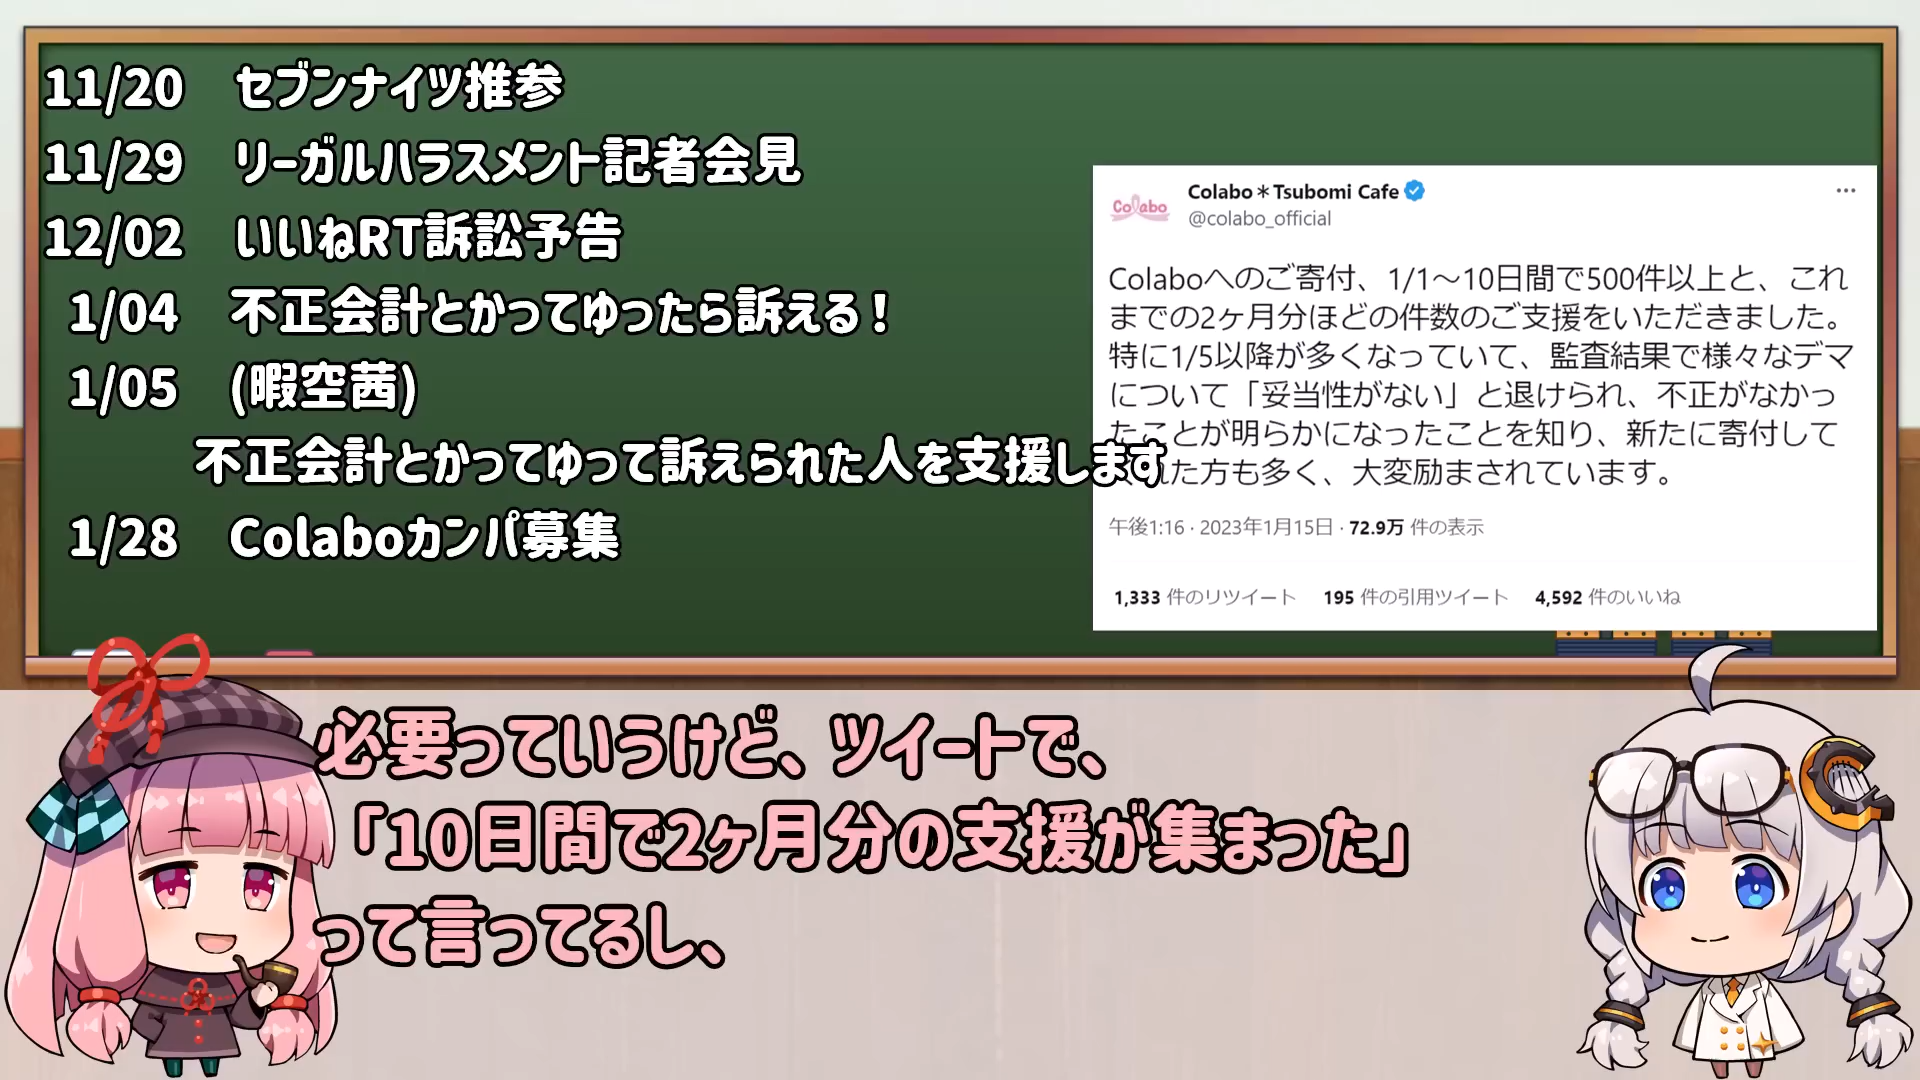 11/20 セブンナイツ推参
11/29 リーガルハラスメント記者会見
12/02 いいねRT訴訟予告
1/04 不正会計とかってゆったら訴える！
1/05 (暇空茜)
不正会計とかってゆって訴えられた人を支援します
1/28 Colaboカンパ募集
Colabo
Colabo＊Tsubomi Cafe
@colabo_official
Colaboへのご寄付、1/1〜10日間で500件以上と、これ
までの2ヶ月分ほどの件数のご支援をいただきました。
特に1/5以降が多くなっていて、監査結果で様々なデマ
について「妥当性がない」と退けられ、不正がなかっ
たことが明らかになったことを知り、新たに寄付して
れた方も多く、大変励まされています。
午後1:16 · 2023年1月15日 · 72.9万 件の表示
1,333 件のリツイート 195 件の引用ツイート 4,592 件のいいね
必要っていうけど、ツイートで、
「10日間で2ヶ月分の支援が集まった」
って言ってるし、